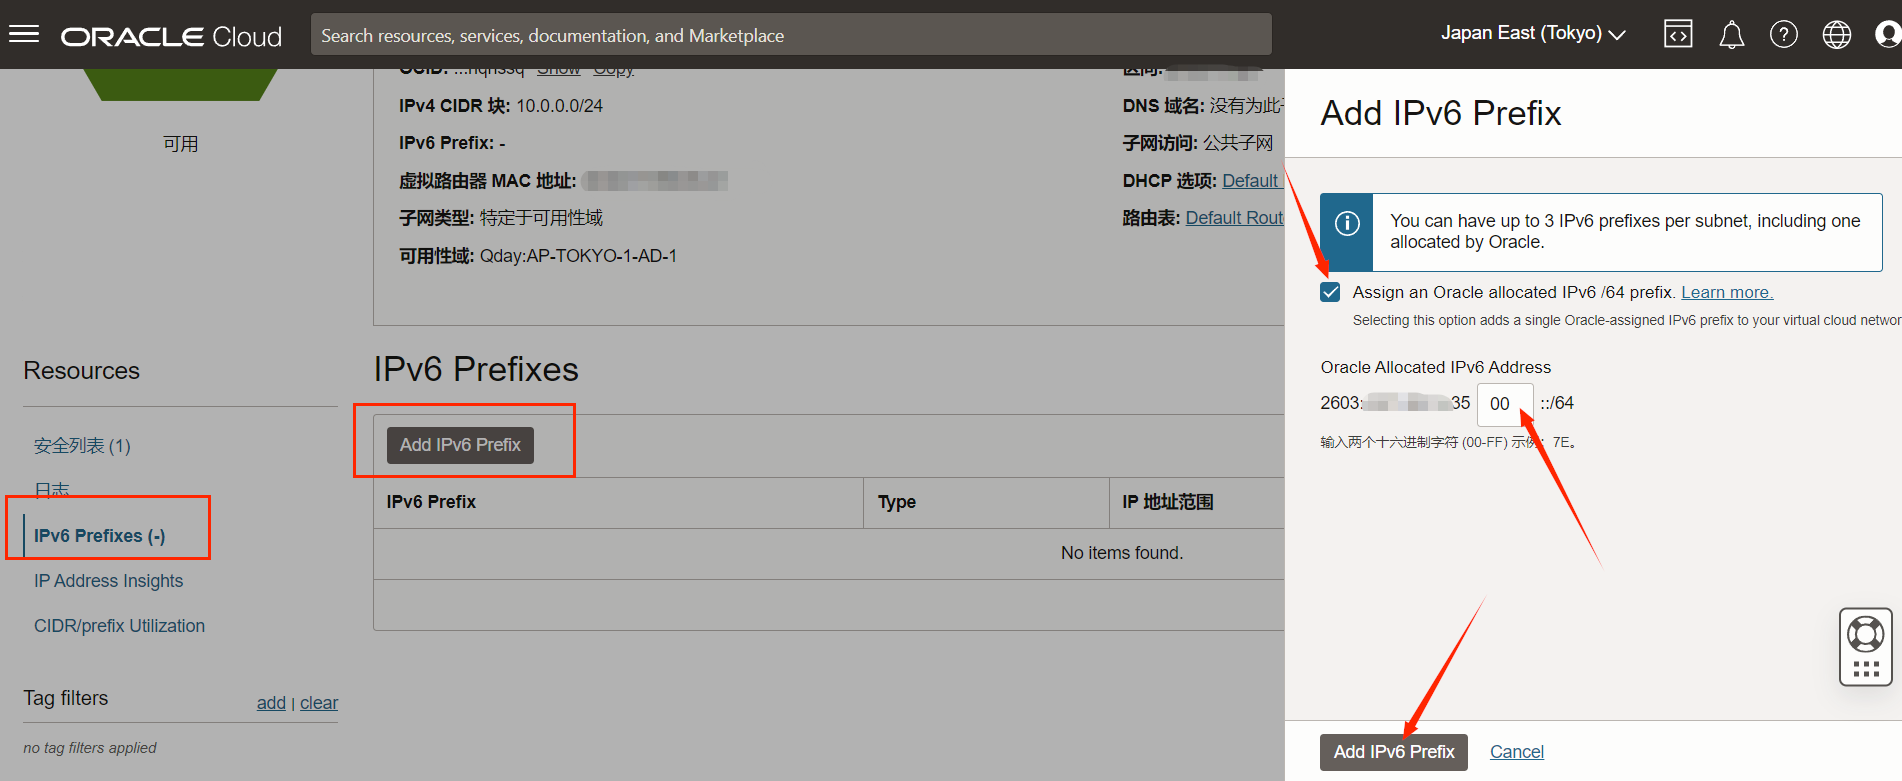 ORACLE Cloud
Search resources, services, documentation, and Marketplace
Japan East (Tokyo)
可用
Show Copy
IPv4 CIDR 块: 10.0.0.0/24
IPv6 Prefix: -
虚拟路由器 MAC 地址:
子网类型: 特定于可用性域
可用性域: Qday:AP-TOKYO-1-AD-1
DNS 域名: 没有为此
子网访问: 公共子网
DHCP 选项: Default
路由表: Default Rout
Resources
安全列表 (1)
日志
IPv6 Prefixes (-)
IP Address Insights
CIDR/prefix Utilization
Tag filters
add | clear
no tag filters applied
IPv6 Prefixes
Add IPv6 Prefix
IPv6 Prefix Type IP 地址范围
No items found.
Add IPv6 Prefix
You can have up to 3 IPv6 prefixes per subnet, including one
allocated by Oracle.
Assign an Oracle allocated IPv6 /64 prefix. Learn more.
Selecting this option adds a single Oracle-assigned IPv6 prefix to your virtual cloud networ
Oracle Allocated IPv6 Address
2603: 35 00 ::/64
输入两个十六进制字符 (00-FF) 示例：7E。
Add IPv6 Prefix Cancel